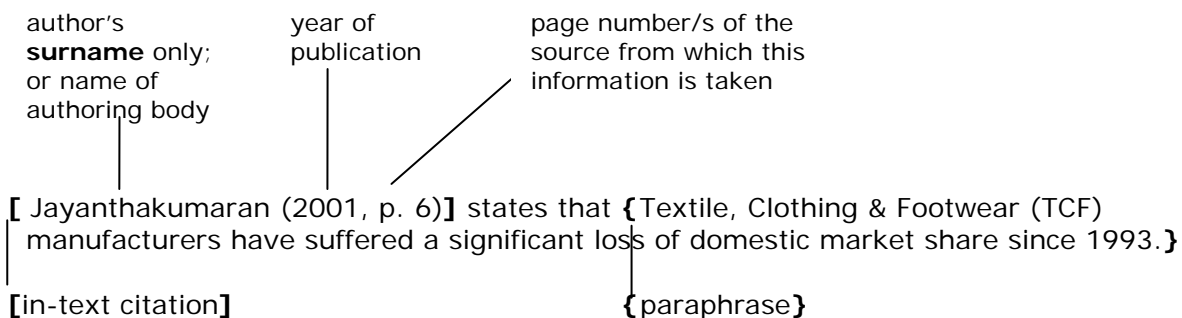 author's
surname only;
or name of
authoring body
year of
publication
page number/s of the
source from which this
information is taken
[ Jayanthakumaran (2001, p. 6)] states that {Textile, Clothing & Footwear (TCF)
manufacturers have suffered a significant loss of domestic market share since 1993.}
[in-text citation]
{paraphrase}